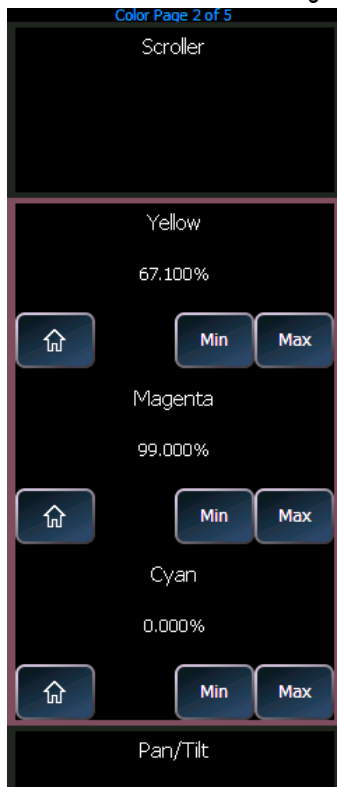 Color Page 2 of 5
Scroller
Yellow
67.100%
Min Max
Magenta
99.000%
Min Max
Cyan
0.000%
Min Max
Pan/Tilt